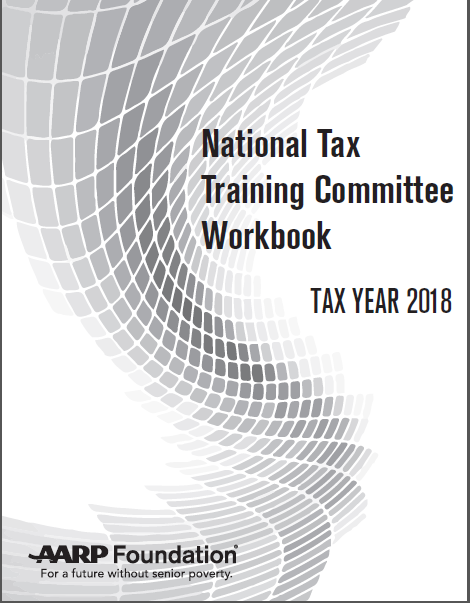 National Tax
Training Committee
Workbook
TAX YEAR 2018
AARP Foundation®
For a future without senior poverty.